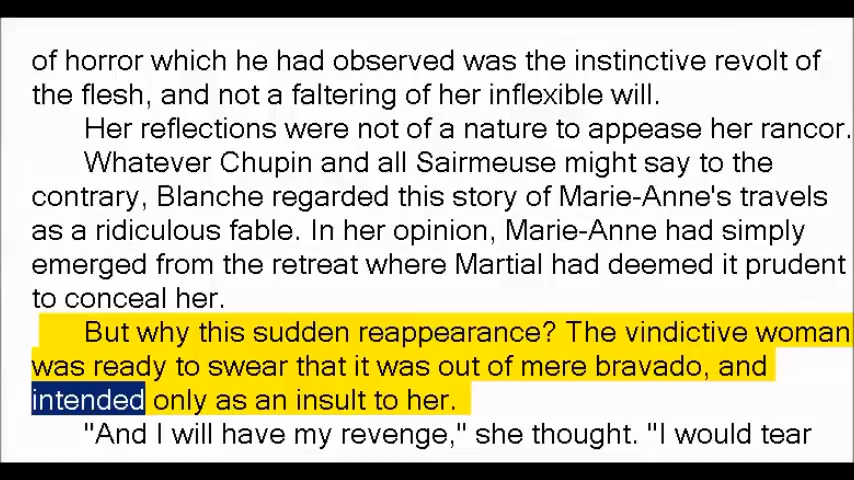 of horror which he had observed was the instinctive revolt of
the flesh, and not a faltering of her inflexible will.
Her reflections were not of a nature to appease her rancor.
Whatever Chupin and all Sairmeuse might say to the
contrary, Blanche regarded this story of Marie-Anne's travels
as a ridiculous fable. In her opinion, Marie-Anne had simply
emerged from the retreat where Martial had deemed it prudent
to conceal her.
But why this sudden reappearance? The vindictive woman
was ready to swear that it was out of mere bravado, and
intended only as an insult to her.
"And I will have my revenge," she thought. "I would tear